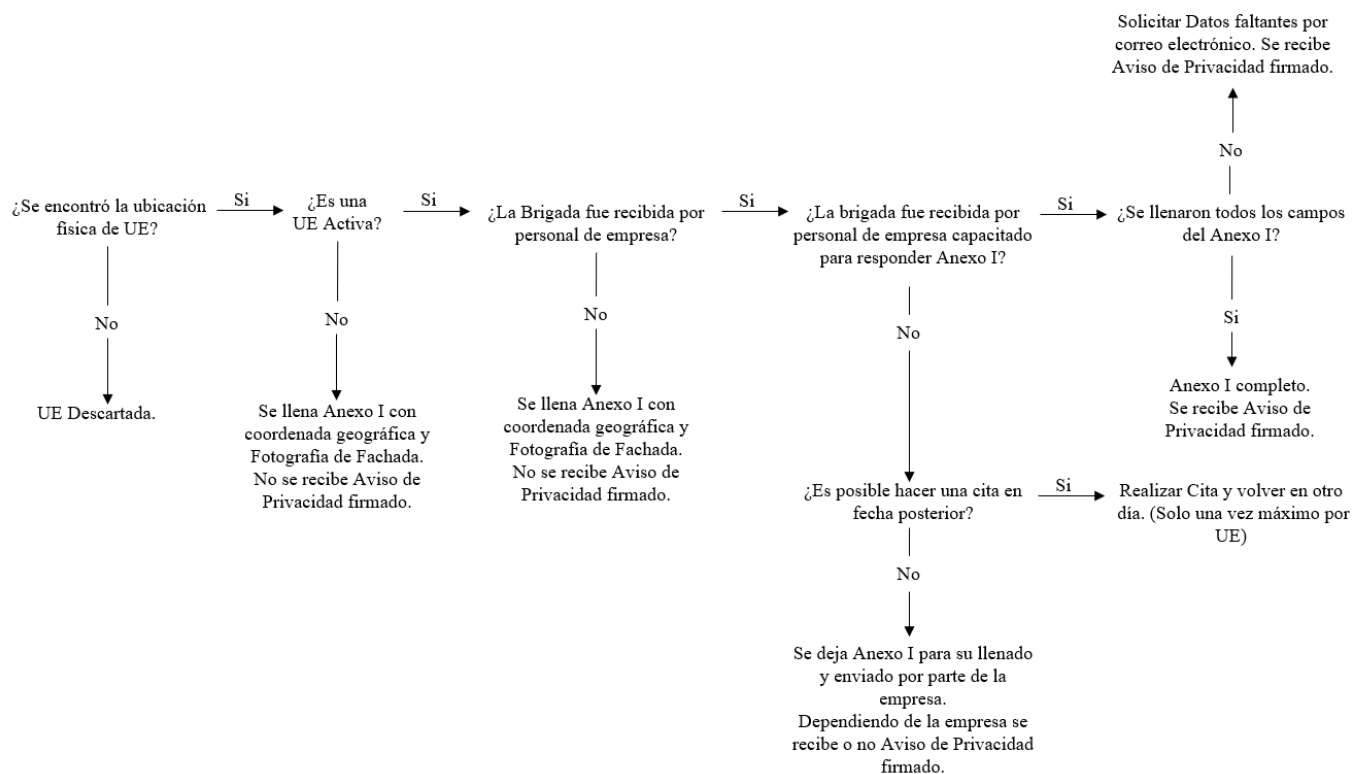 Solicitar Datos faltantes por
correo electrónico. Se recibe
Aviso de Privacidad firmado.
No
¿Se encontró la ubicación
física de UE?
Si
¿Es una
UE Activa?
Si
¿La Brigada fue recibida por
personal de empresa?
Si
¿La brigada fue recibida por
personal de empresa capacitado
para responder Anexo I?
Si
¿Se llenaron todos los campos
del Anexo I?
No
No
No
No
Si
UE Descartada.
Se llena Anexo I con
coordenada geográfica y
Fotografía de Fachada.
No se recibe Aviso de
Privacidad firmado.
Se llena Anexo I con
coordenada geográfica y
Fotografía de Fachada.
No se recibe Aviso de
Privacidad firmado.
Anexo I completo.
Se recibe Aviso de
Privacidad firmado.
¿Es posible hacer una cita en
fecha posterior?
Si
Realizar Cita y volver en otro
día. (Solo una vez máximo por
UE)
No
Se deja Anexo I para su llenado
y enviado por parte de la
empresa.
Dependiendo de la empresa se
recibe o no Aviso de Privacidad
firmado.